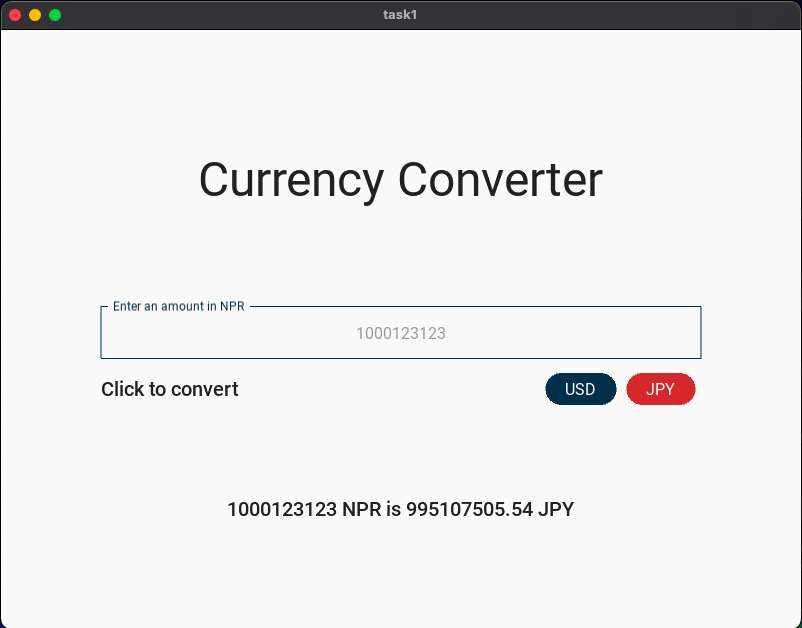 task1
Currency Converter
Enter an amount in NPR
1000123123
Click to convert
USD
JPY
1000123123 NPR is 995107505.54 JPY